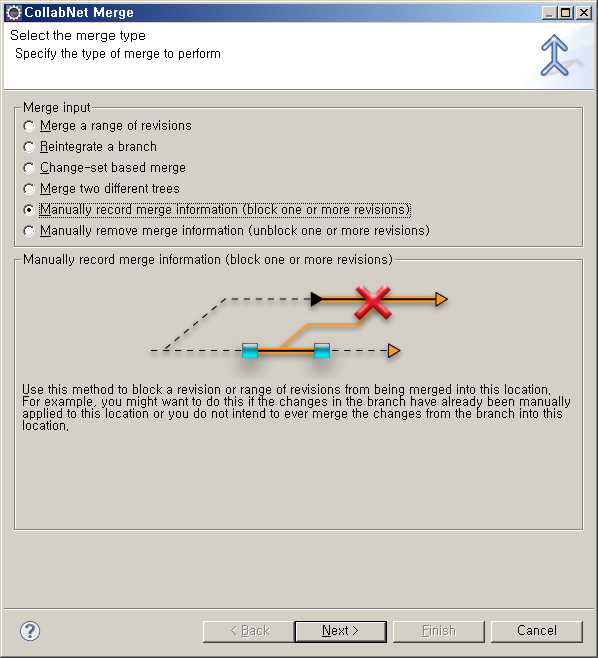 CollabNet Merge
Select the merge type
Specify the type of merge to perform
Merge input
Merge a range of revisions
Reintegrate a branch
Change-set based merge
Merge two different trees
Manually record merge information (block one or more revisions)
Manually remove merge information (unblock one or more revisions)
Manually record merge information (block one or more revisions)
Use this method to block a revision or range of revisions from being merged into this location.
For example, you might want to do this if the changes in the branch have already been manually
applied to this location or you do not intend to ever merge the changes from the branch into this
location.
?
< Back
Next >
Finish
Cancel